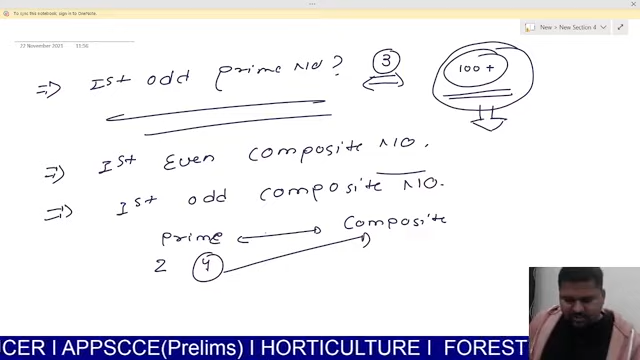 To sync this notebook, sign in to OneNote.
New
New Section 4
22 November 2021 11:56
=> Ist odd prime NO? 3 100+
=> Ist Even composite NO.
=> Ist odd composite NO.
prime composite
2 4
UCER I APPSCCE(Prelims) I HORTICULTURE I FOREST